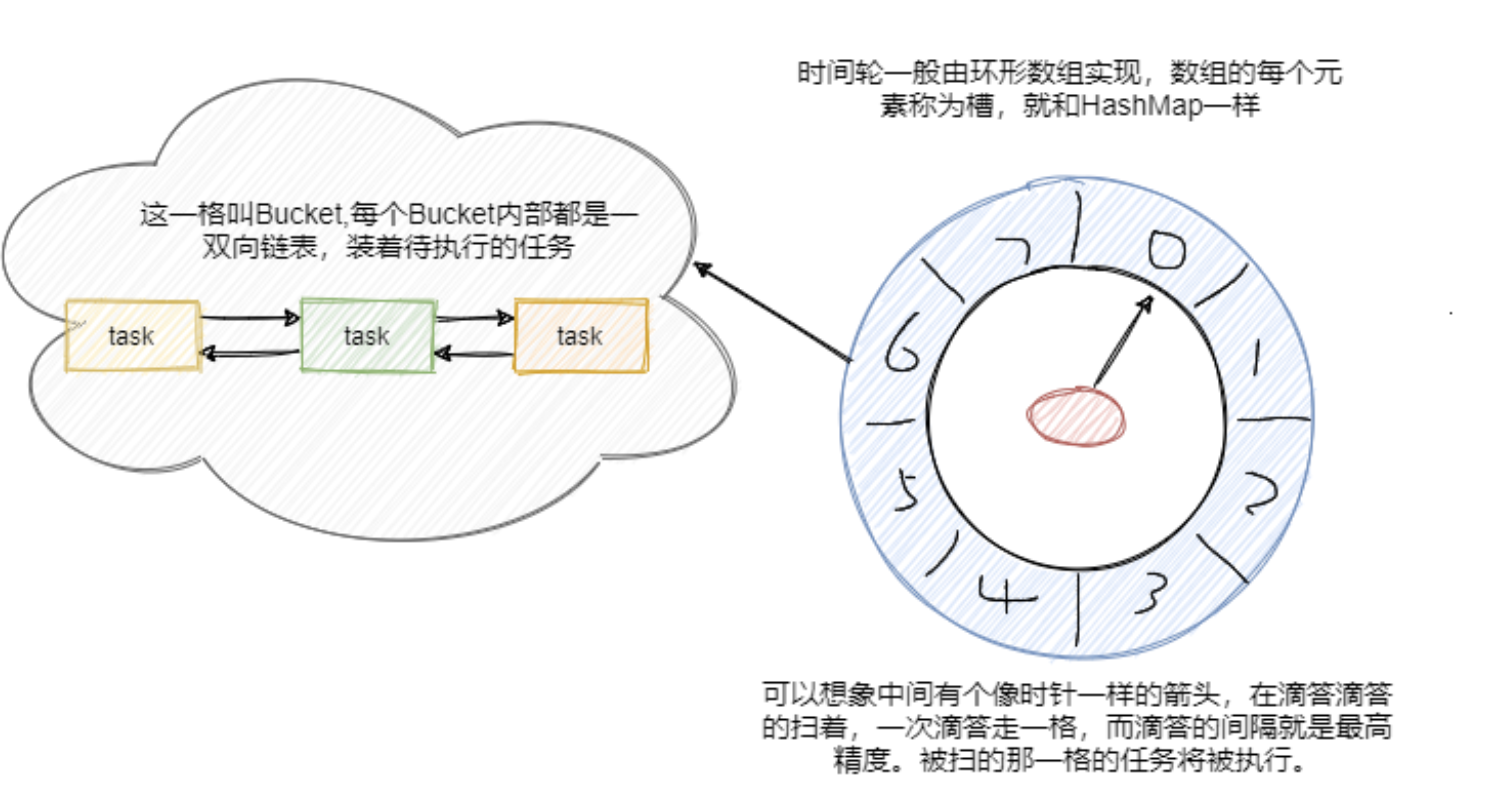 时间轮一般由环形数组实现，数组的每个元
素称为槽，就和HashMap一样
这一格叫Bucket,每个Bucket内部都是一
双向链表，装着待执行的任务
task
task
task
0
1
2
3
4
5
6
7
可以想象中间有个像时针一样的箭头，在滴答滴答
的扫着，一次滴答走一格，而滴答的间隔就是最高
精度。被扫的那一格的任务将被执行。